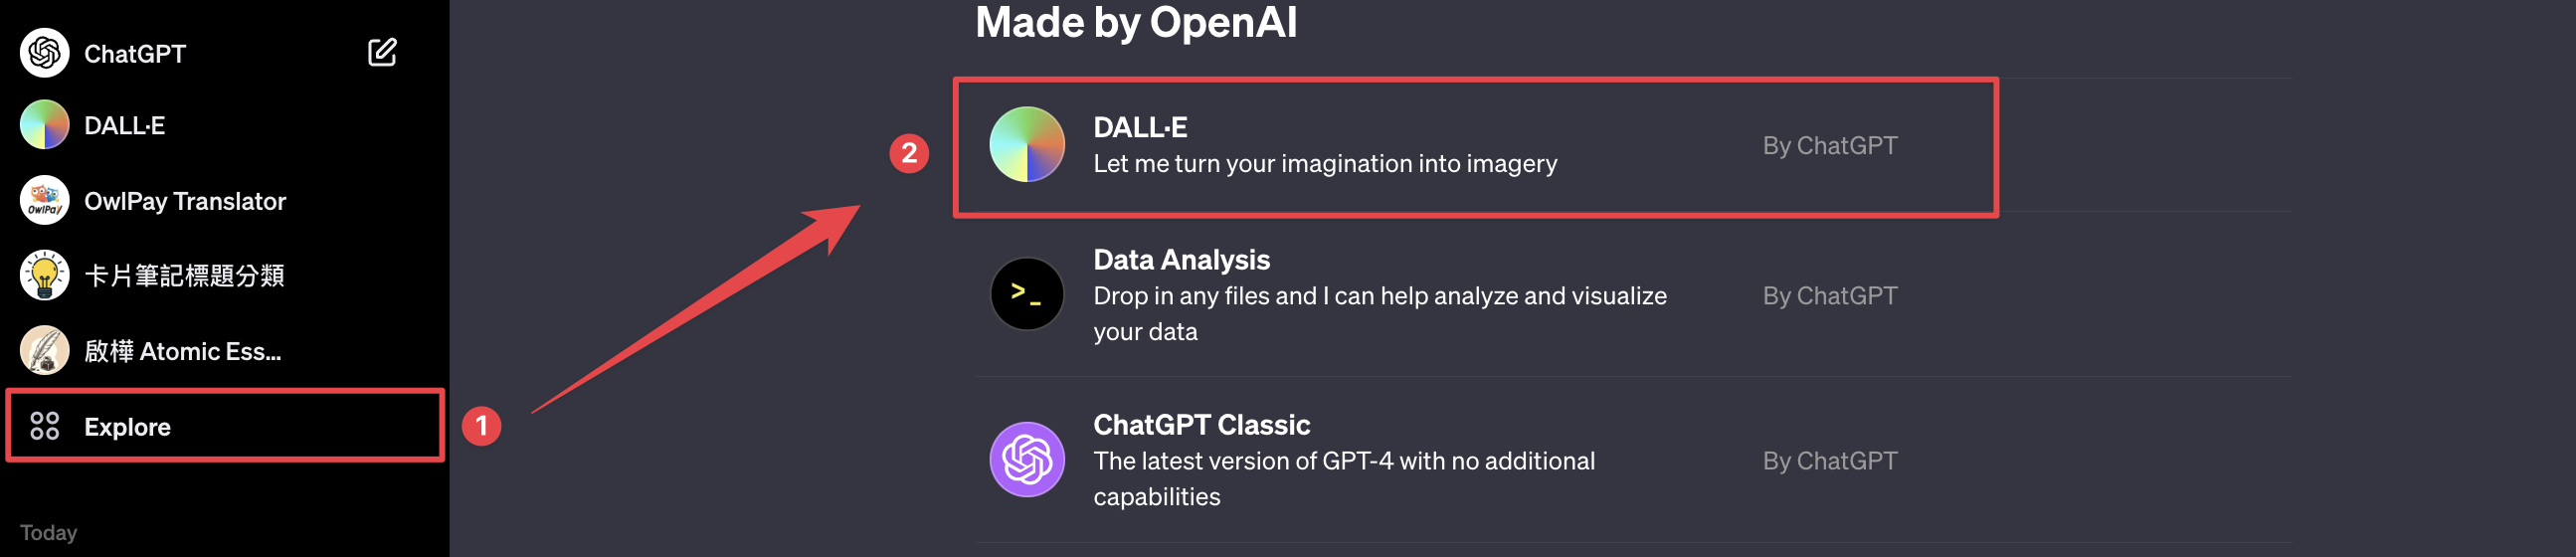 ChatGPT
DALL·E
OwlPay
OwlPay Translator
卡片筆記標題分類
啟樺 Atomic Ess...
Explore
1
Today
Made by OpenAI
2
DALL·E
Let me turn your imagination into imagery
By ChatGPT
>_
Data Analysis
Drop in any files and I can help analyze and visualize
your data
By ChatGPT
ChatGPT Classic
The latest version of GPT-4 with no additional
capabilities
By ChatGPT